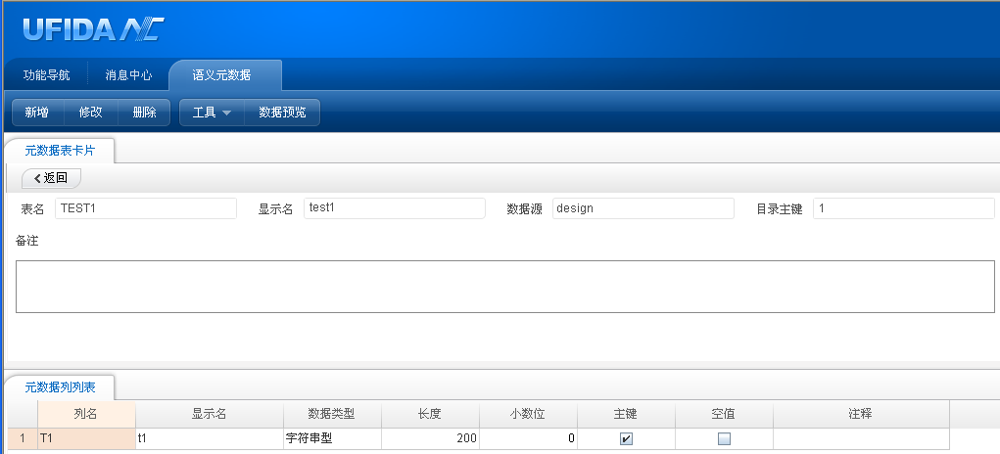 UFIDA NC
功能导航 消息中心 语义元数据
新增 修改 删除 工具 数据预览
元数据表卡片
返回
表名 TEST1 显示名 test1 数据源 design 目录主键 1
备注
元数据列列表
列名 显示名 数据类型 长度 小数位 主键 空值 注释
1 T1 t1 字符串型 200 0